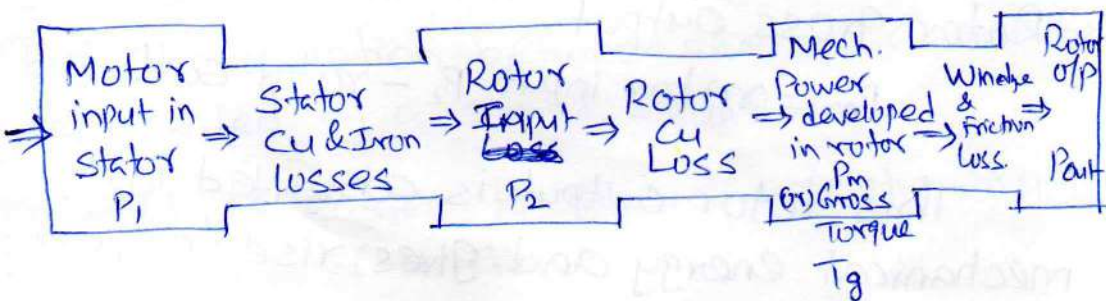 Motor
input in
Stator
P1
Stator
Cu & Iron
losses
Rotor
Input
Loss
P2
Rotor
Cu
Loss
Mech.
Power
developed
in rotor
Pm
(or) Gross
Torque
Tg
Windage
&
Friction
Loss.
Rotor
O/P
Pout